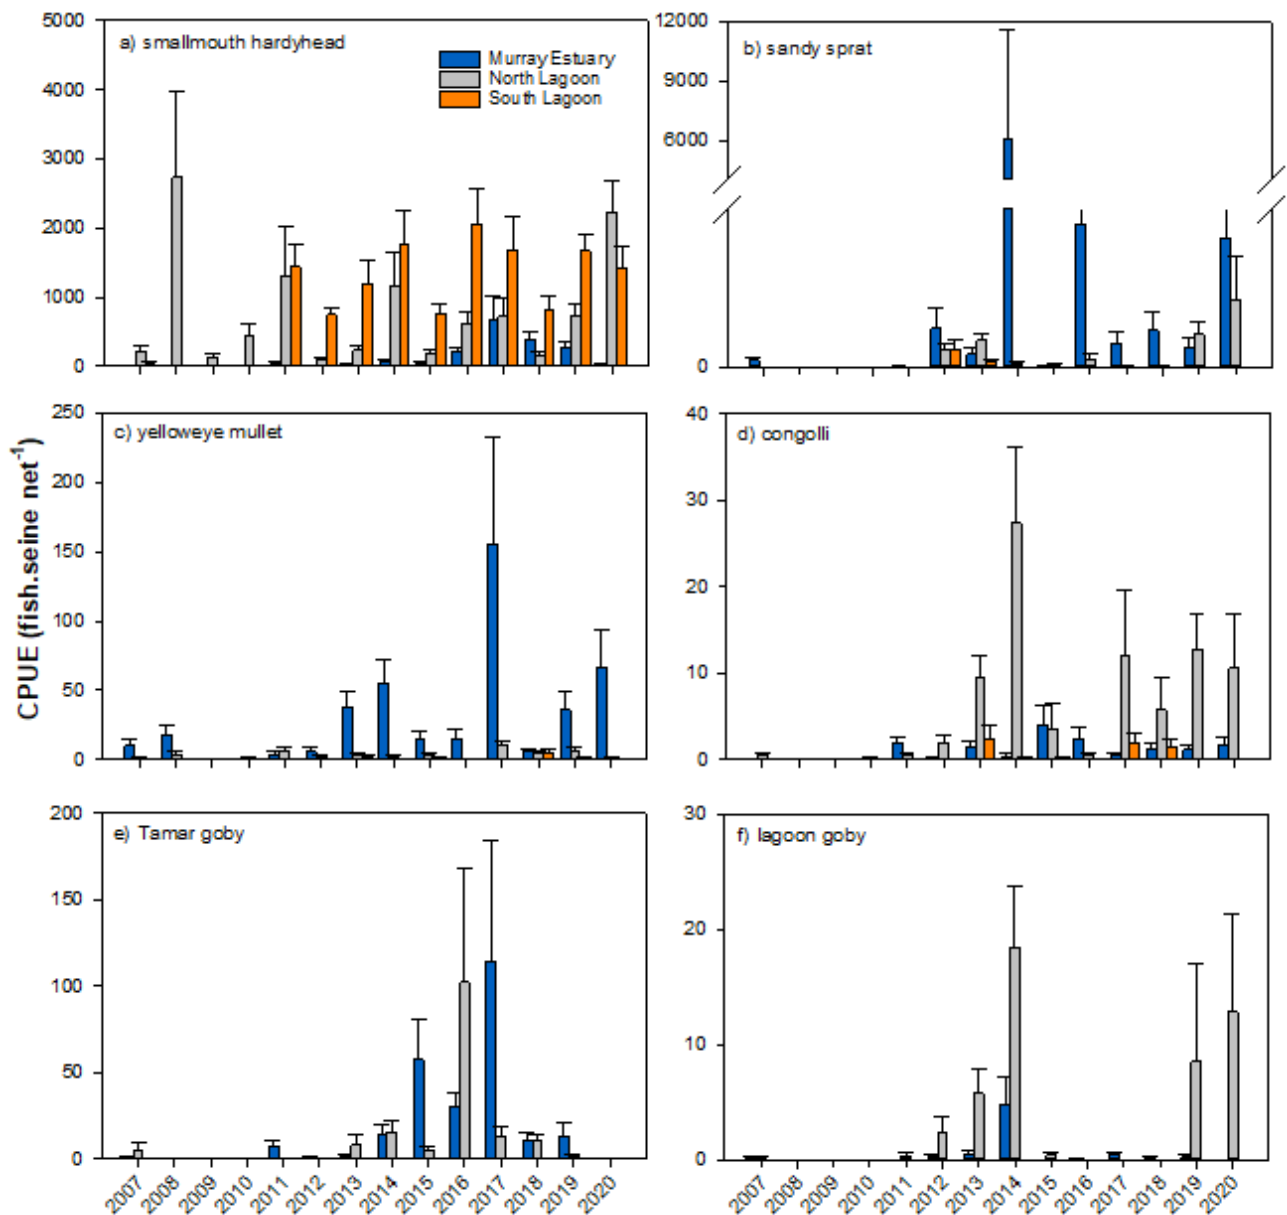 a) smallmouth hardyhead
Murray Estuary
North Lagoon
South Lagoon
5000
4000
3000
2000
1000
0
b) sandy sprat
12000
9000
6000
0
CPUE (fish.seine net-1)
c) yelloweye mullet
250
200
150
100
50
0
d) congolli
40
30
20
10
0
e) Tamar goby
200
150
100
50
0
2007 2008 2009 2010 2011 2012 2013 2014 2015 2016 2017 2018 2019 2020
f) lagoon goby
30
20
10
0
2007 2008 2009 2010 2011 2012 2013 2014 2015 2016 2017 2018 2019 2020